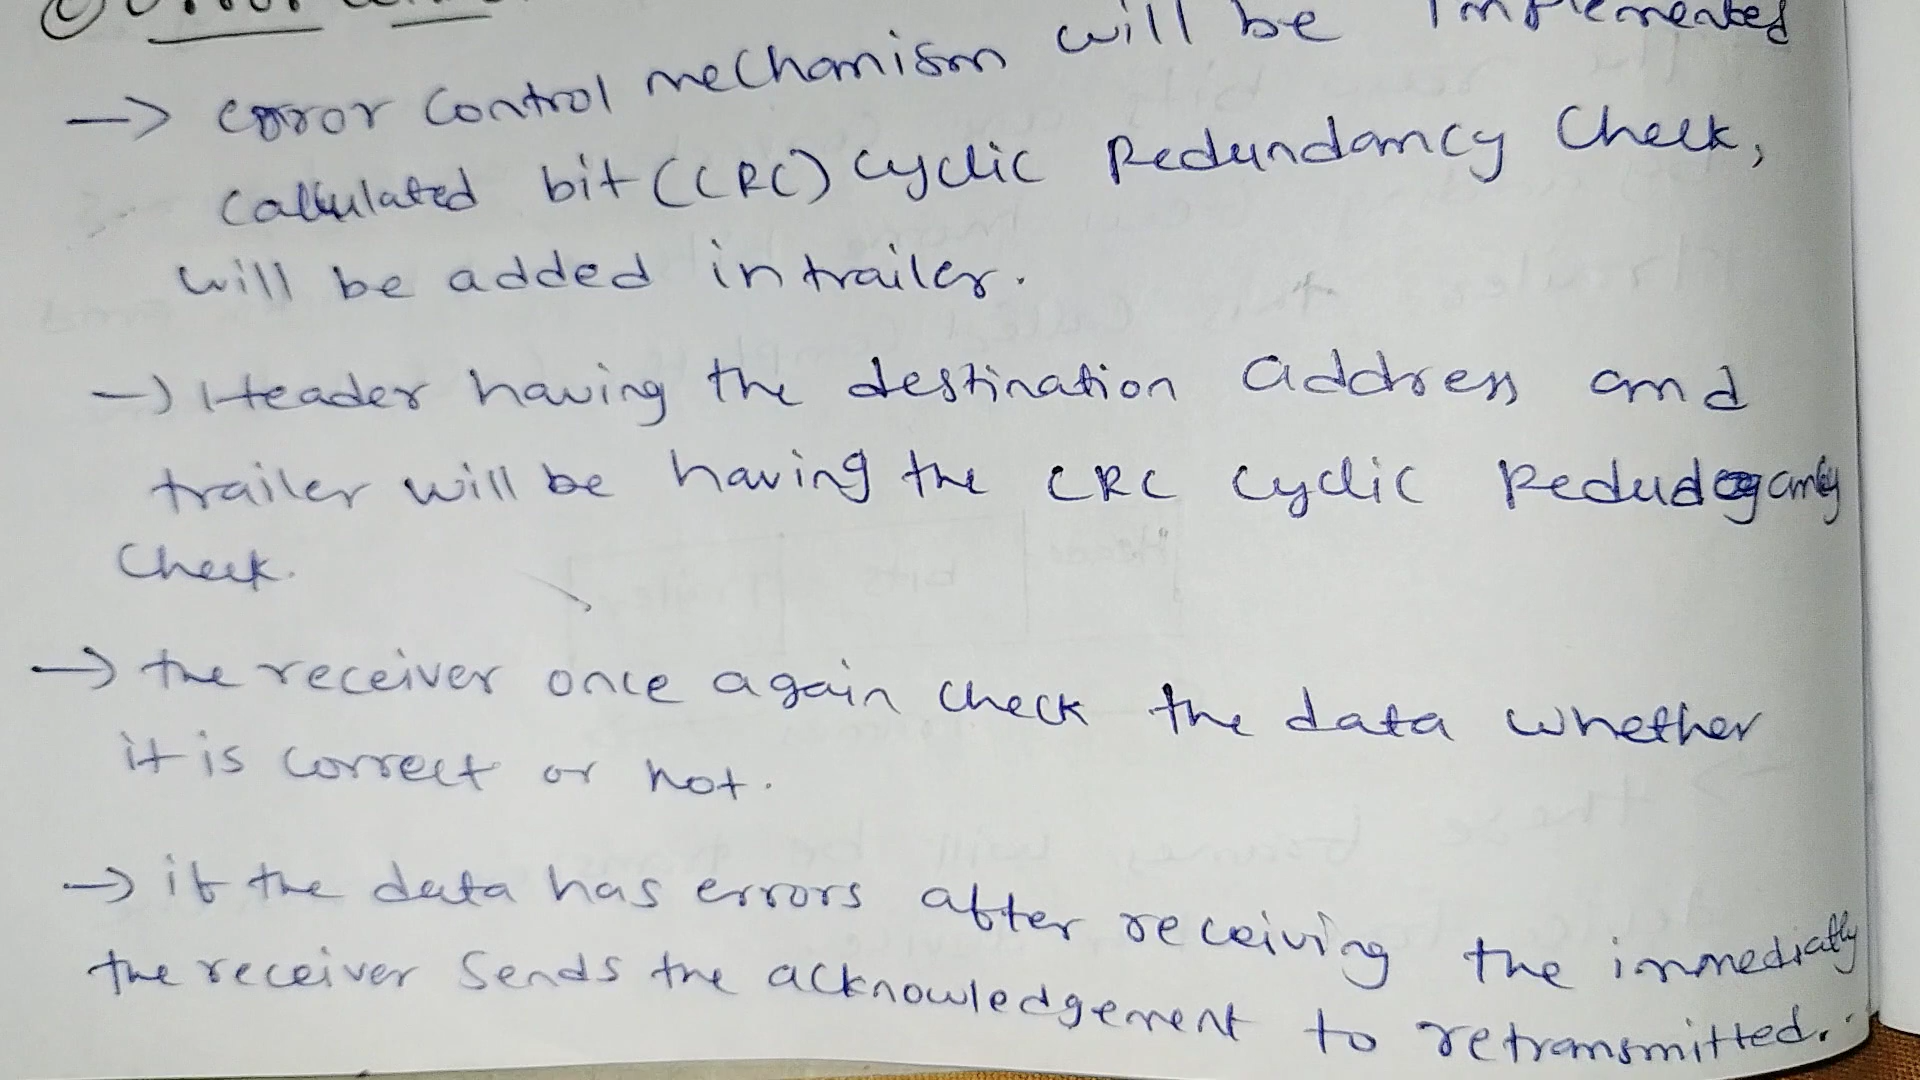 → error control mechanism will be Implemented
calculated bit (CRC) cyclic Redundancy Check,
will be added in trailer.
→ Header having the destination address and
trailer will be having the CRC cyclic
Check.
→ the receiver once again check the data whether
it is correct or not.
→ if the data has errors after receiving the immediatly
the receiver sends the acknowledgement to retransmitted.